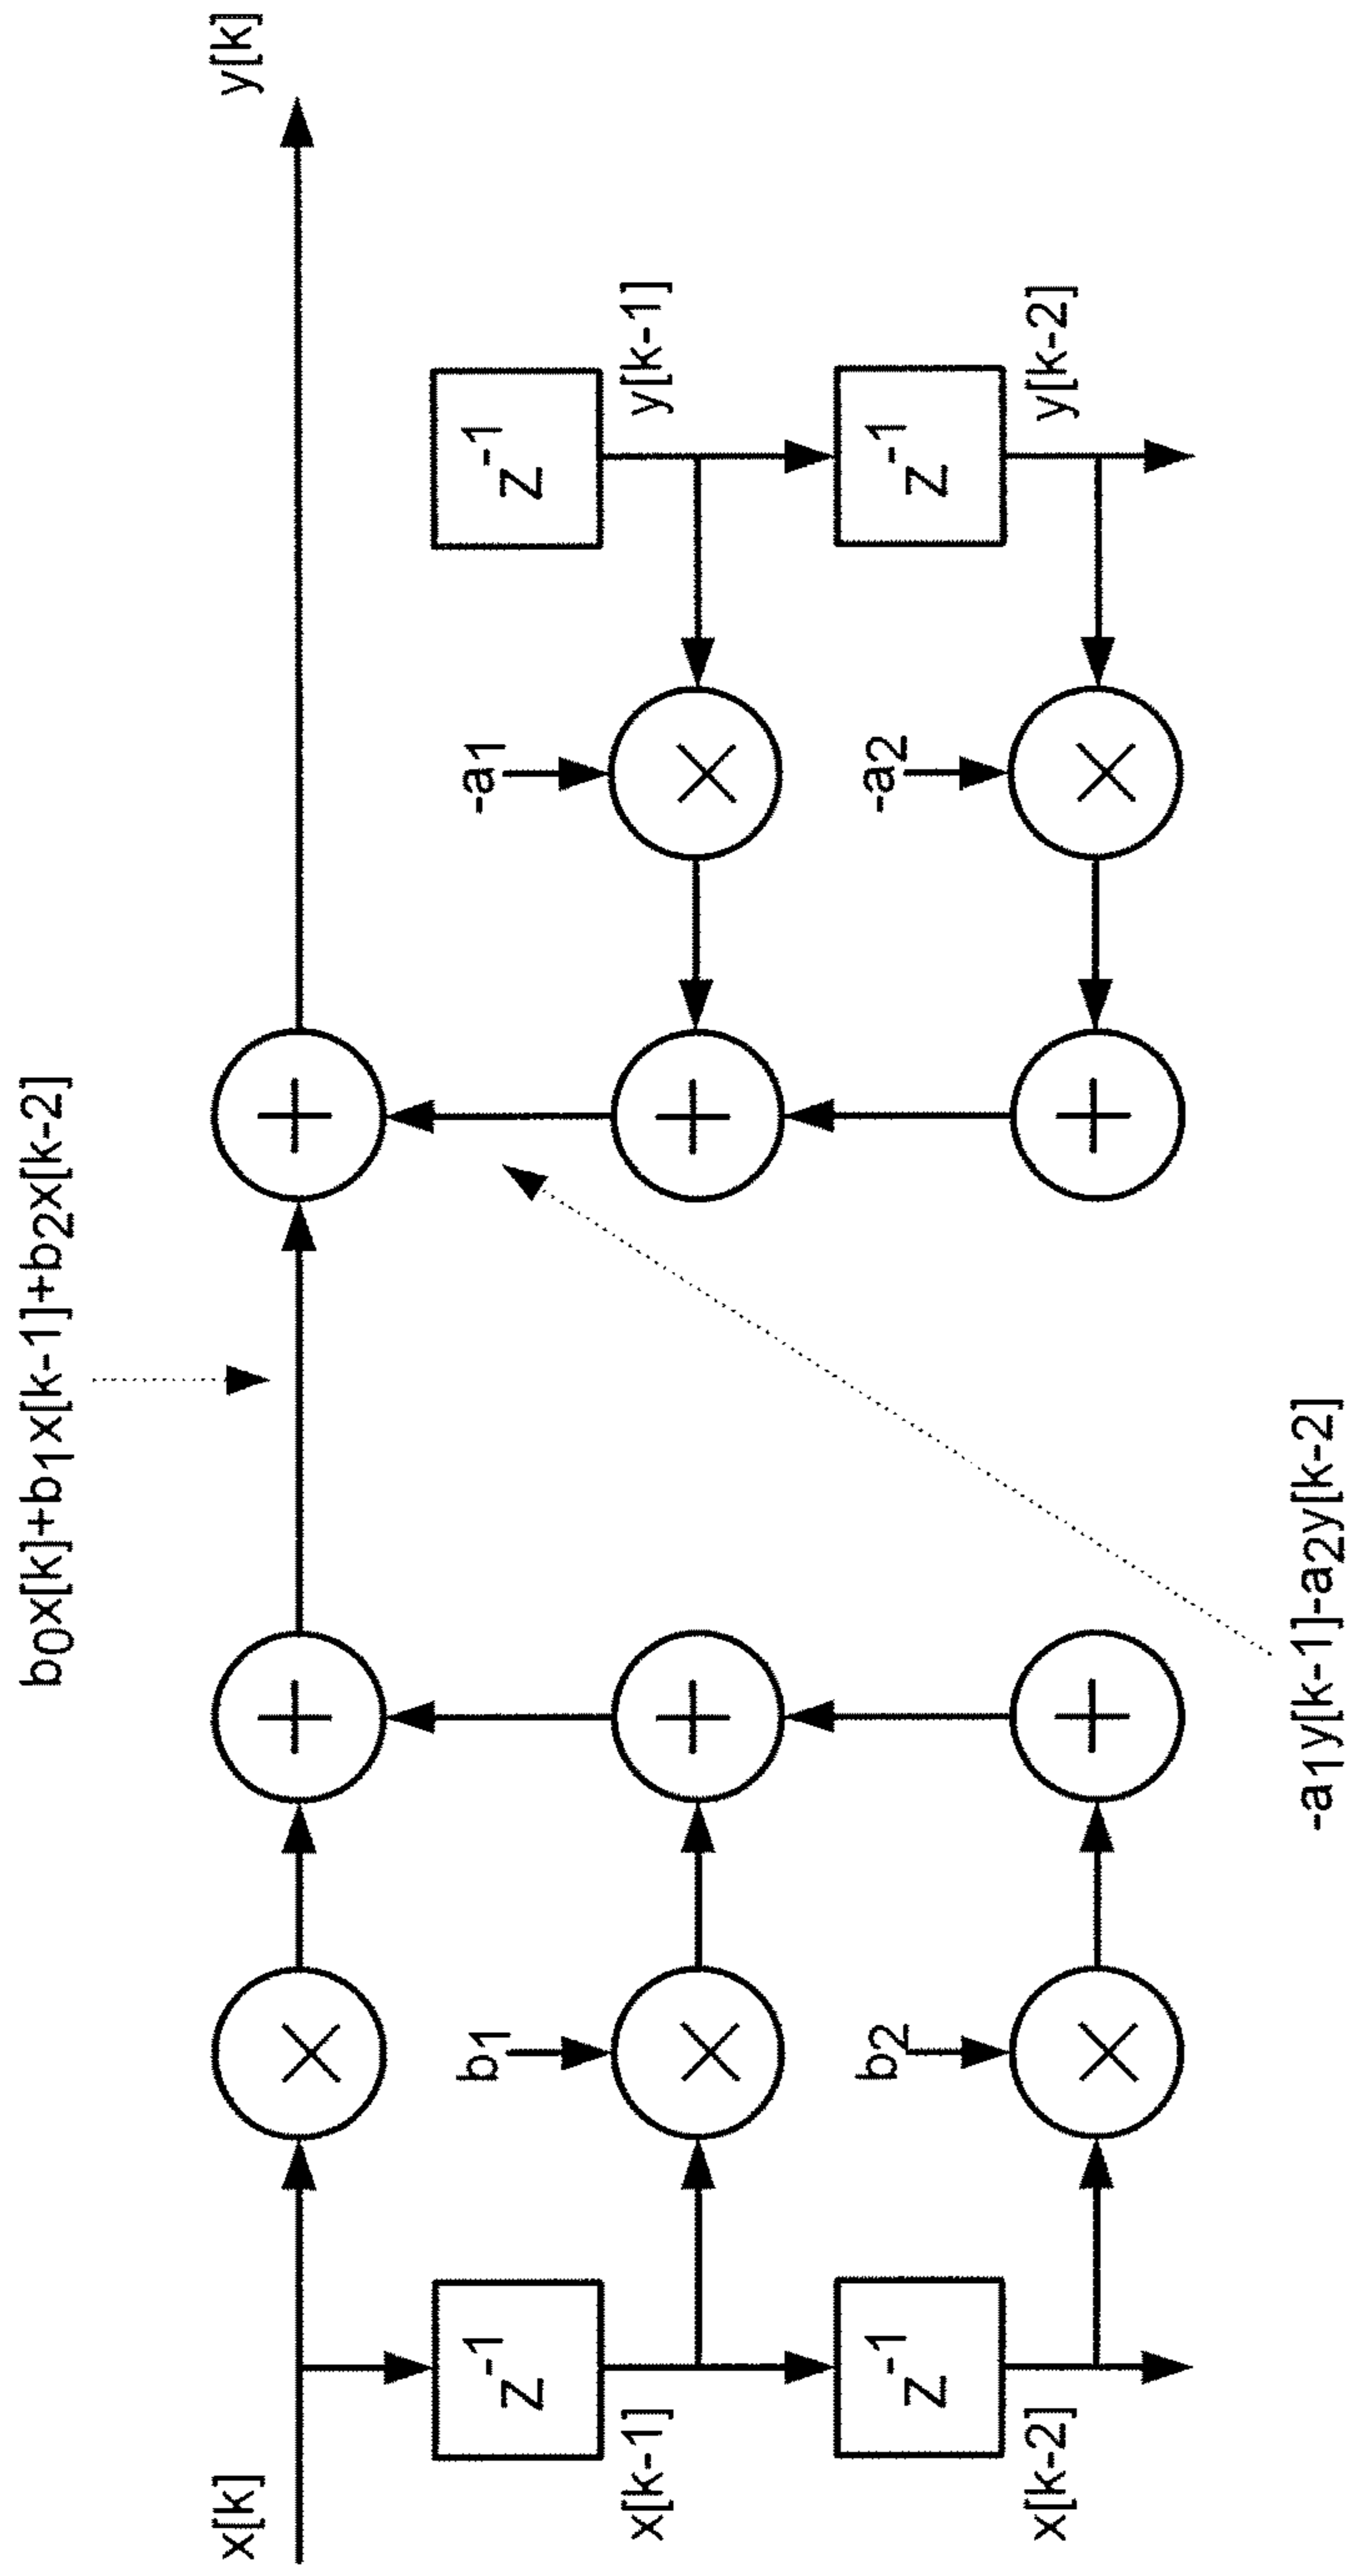 b0x[k]+b1x[k-1]+b2x[k-2]
x[k]
y[k]
z-1
b1
-a1
z-1
x[k-1]
y[k-1]
z-1
b2
-a2
z-1
x[k-2]
y[k-2]
-a1y[k-1]-a2y[k-2]